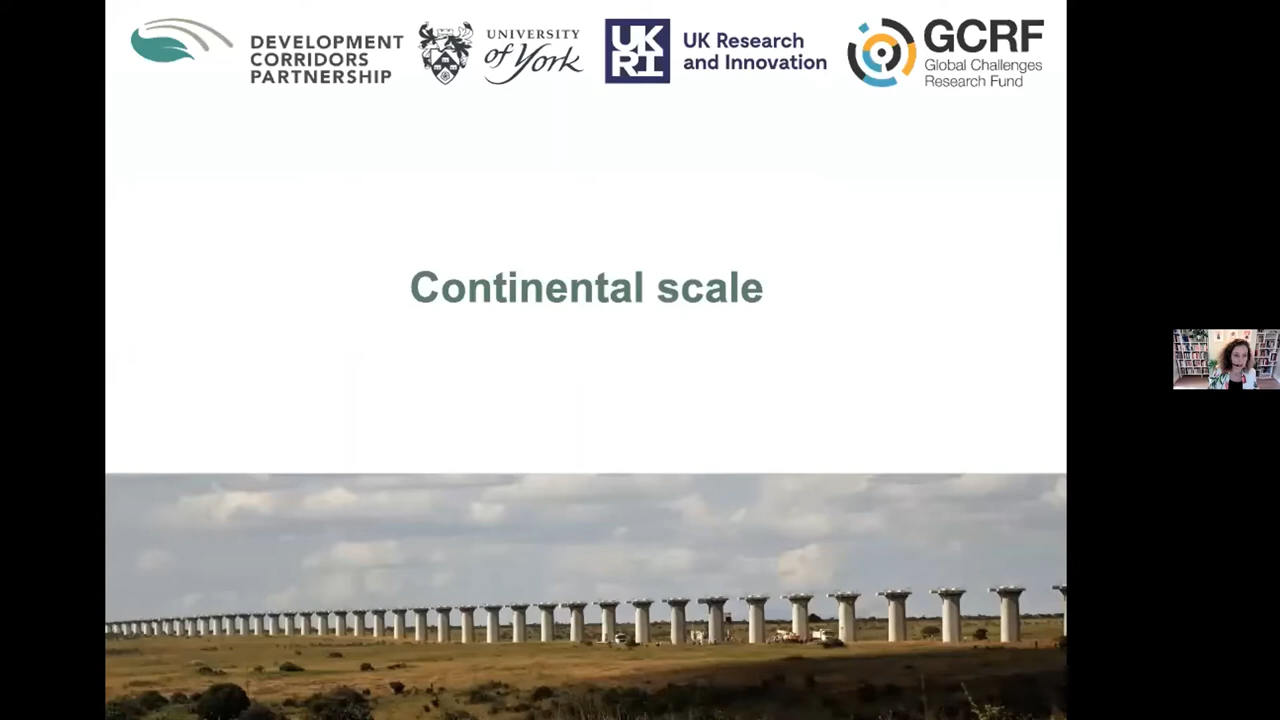 DEVELOPMENT
CORRIDORS
PARTNERSHIP
UNIVERSITY
of York
UK
RI
UK Research
and Innovation
GCRF
Global Challenges
Research Fund
Continental scale